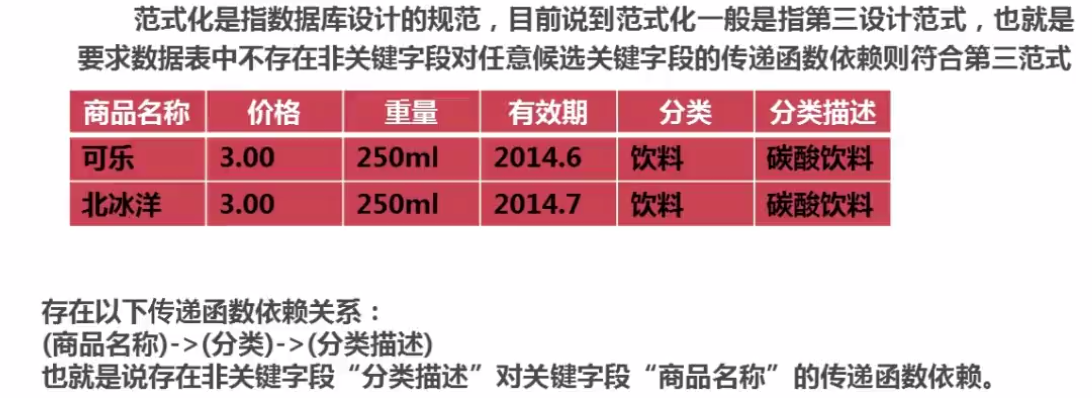 范式化是指数据库设计的规范，目前说到范式化一般是指第三设计范式，也就是
要求数据表中不存在非关键字段对任意候选关键字段的传递函数依赖则符合第三范式
商品名称 价格 重量 有效期 分类 分类描述
可乐 3.00 250ml 2014.6 饮料 碳酸饮料
北冰洋 3.00 250ml 2014.7 饮料 碳酸饮料
存在以下传递函数依赖关系：
(商品名称)->(分类)->(分类描述)
也就是说存在非关键字段“分类描述”对关键字段“商品名称”的传递函数依赖。